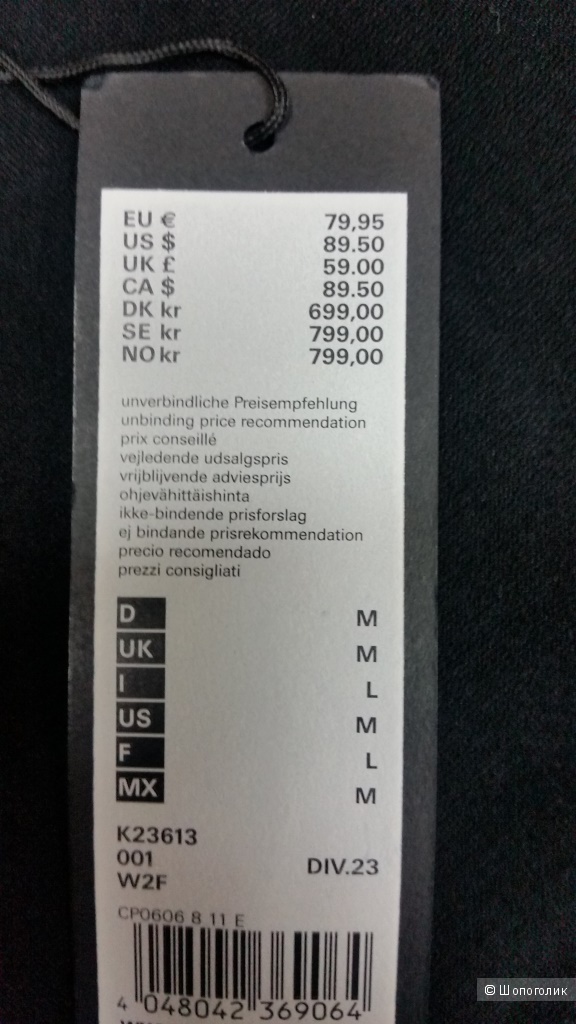 EU € 79,95
US $ 89.50
UK £ 59.00
CA $ 89.50
DK kr 699,00
SE kr 799,00
NO kr 799,00
unverbindliche Preisempfehlung
unbinding price recommendation
prix conseillé
vejledende udsalgspris
vrijblijvende adviesprijs
ohjevähittäishinta
ikke-bindende prisforslag
ej bindande prisrekommendation
precio recomendado
prezzi consigliati
D M
UK M
I L
US M
F L
MX M
K23613
001 DIV.23
W2F
CP0606 8 11 E
4 048042 369064
© Шопоголик